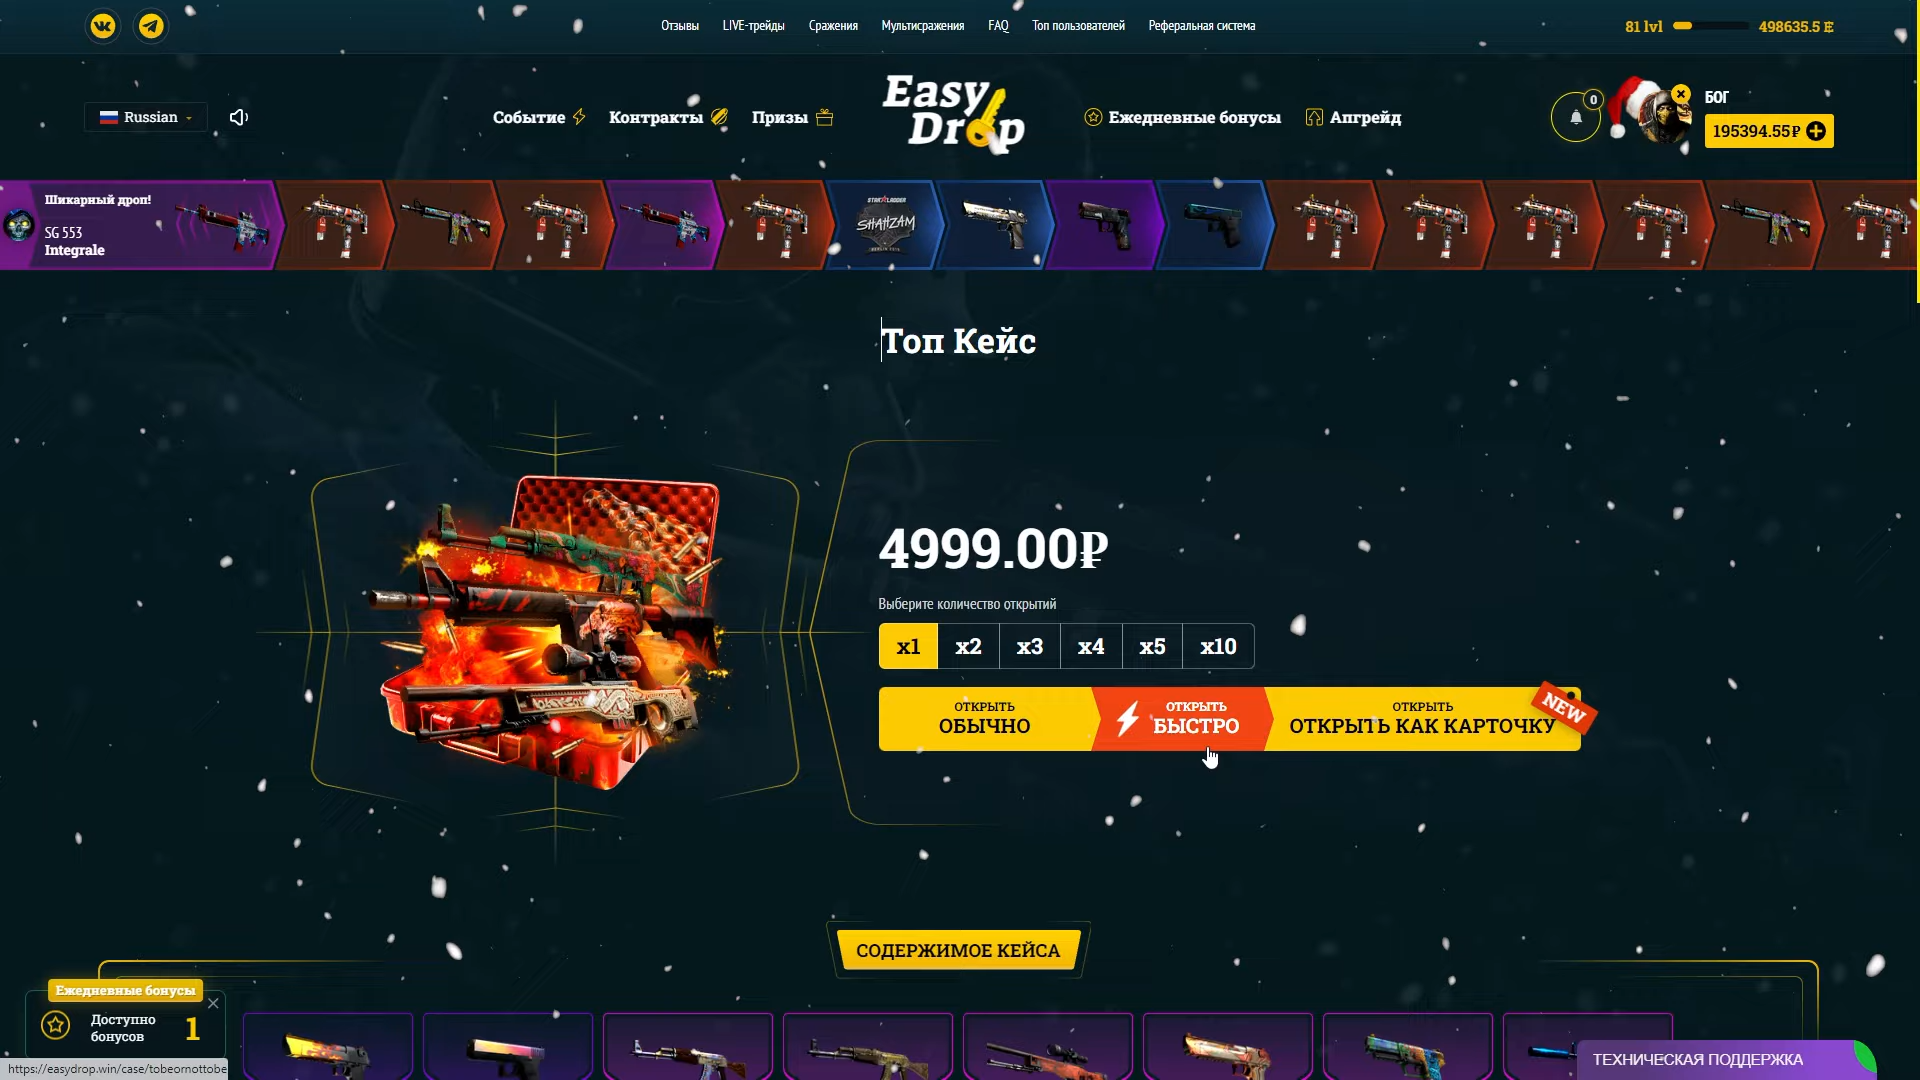 Отзывы
LIVE-трейды
Сражения
Мультисражения
FAQ
Топ пользователей
Реферальная система
81 lvl
498635.5
Russian
Событие
Контракты
Призы
Easy
Drop
Ежедневные бонусы
Апгрейд
0
БОГ
195394.55₽
Шикарный дроп!
SG 553
Integrale
SHAHZAM
Топ Кейс
4999.00₽
Выберите количество открытий
x1
x2
x3
x4
x5
x10
ОТКРЫТЬ
ОБЫЧНО
ОТКРЫТЬ
БЫСТРО
ОТКРЫТЬ
ОТКРЫТЬ КАК КАРТОЧКУ
NEW
СОДЕРЖИМОЕ КЕЙСА
Ежедневные бонусы
Доступно
бонусов
1
https://easydrop.win/case/tobeornottobe
ТЕХНИЧЕСКАЯ ПОДДЕРЖКА